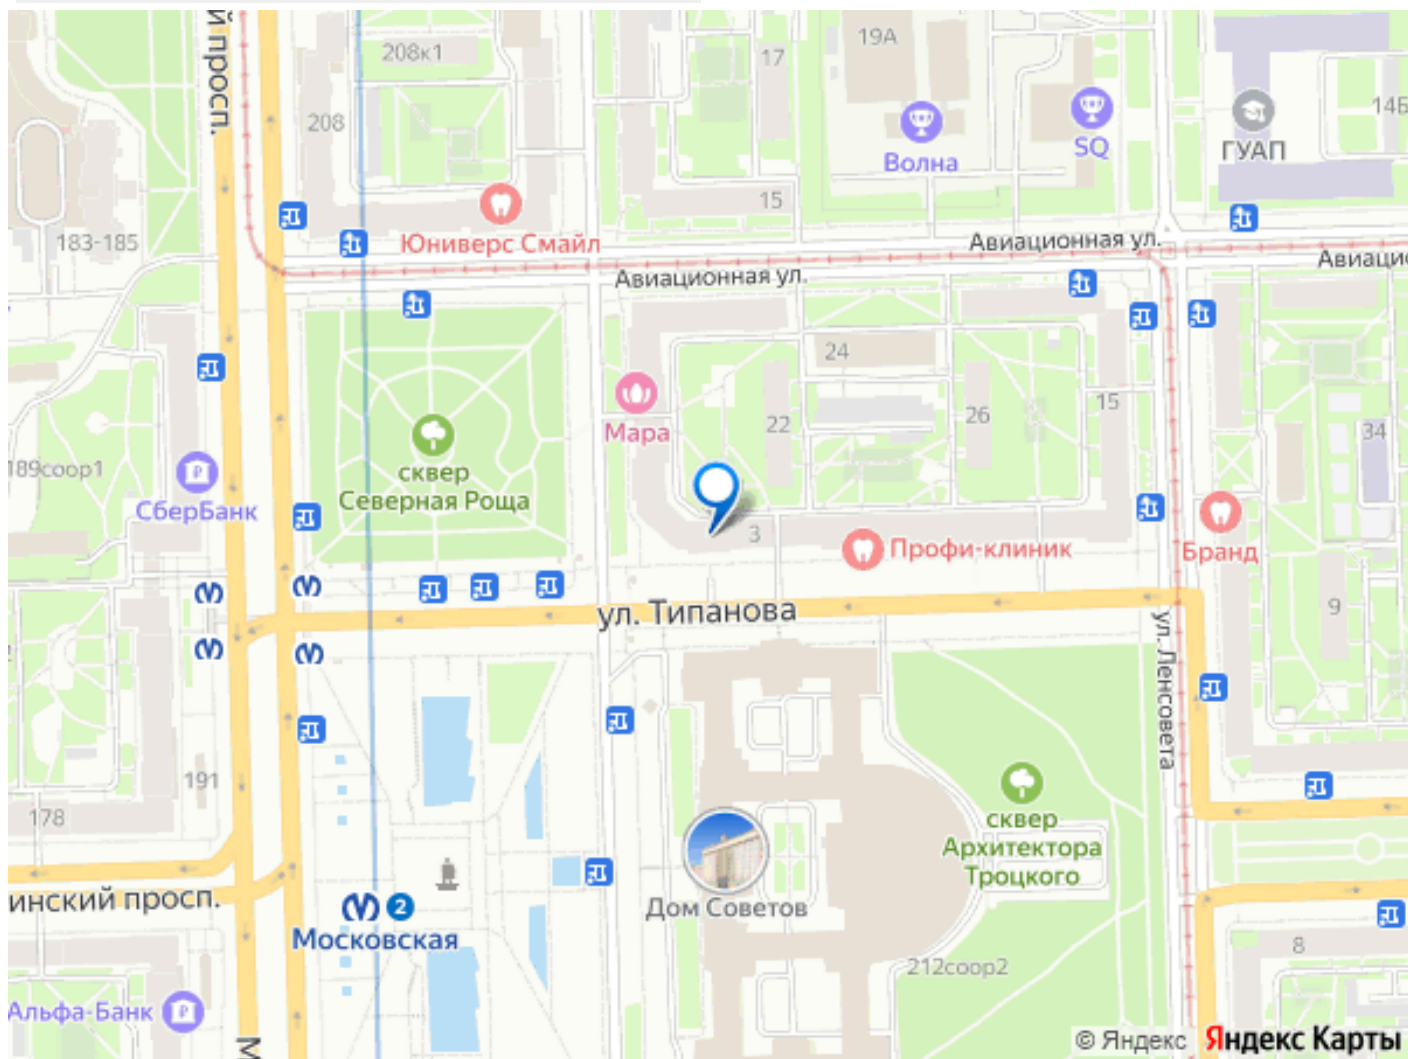 й просп.
208к1
17
19А
14Б
208
Волна
SQ
ГУАП
15
183-185
Юниверс Смайл
Авиационная ул.
Авиационная ул.
Авиаци
24
22
26
15
34
Мара
189соор1
сквер
Северная Роща
СберБанк
3
Профи-клиник
Бранд
9
ул. Типанова
ул. Ленсовета
191
178
сквер
Архитектора
Троцкого
инский просп.
2
Московская
Дом Советов
212соор2
8
Альфа-Банк
М
© Яндекс
Яндекс Карты